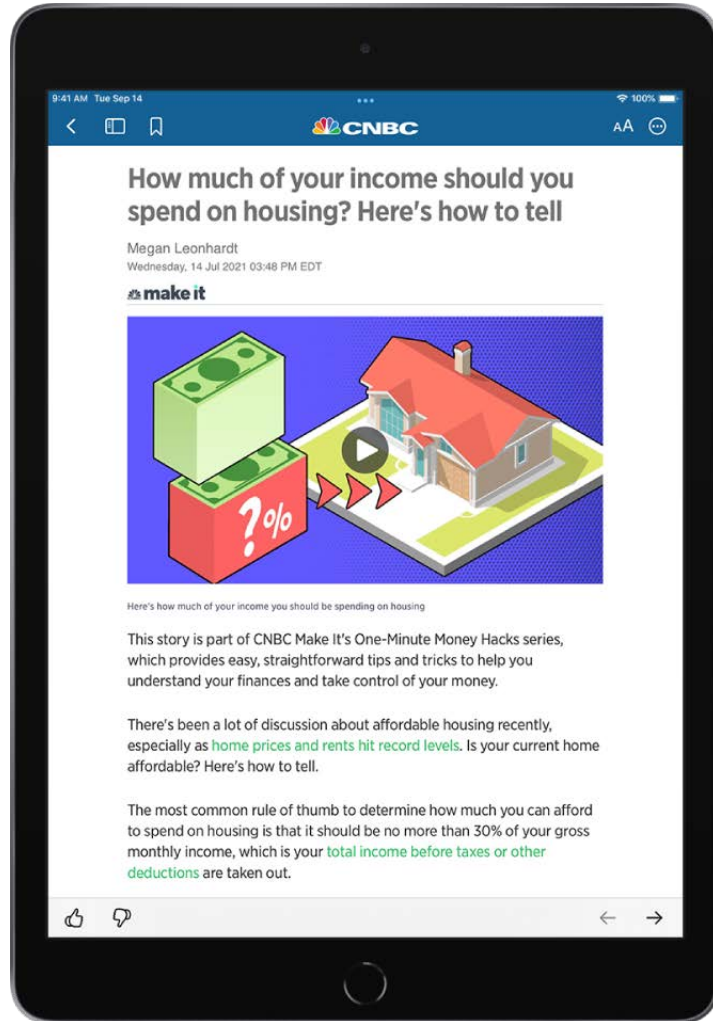 9:41 AM Tue Sep 14
100%
CNBC
AA
How much of your income should you
spend on housing? Here's how to tell
Megan Leonhardt
Wednesday, 14 Jul 2021 03:48 PM EDT
make it
?%
Here's how much of your income you should be spending on housing
This story is part of CNBC Make It's One-Minute Money Hacks series,
which provides easy, straightforward tips and tricks to help you
understand your finances and take control of your money.
There's been a lot of discussion about affordable housing recently,
especially as home prices and rents hit record levels. Is your current home
affordable? Here's how to tell.
The most common rule of thumb to determine how much you can afford
to spend on housing is that it should be no more than 30% of your gross
monthly income, which is your total income before taxes or other
deductions are taken out.